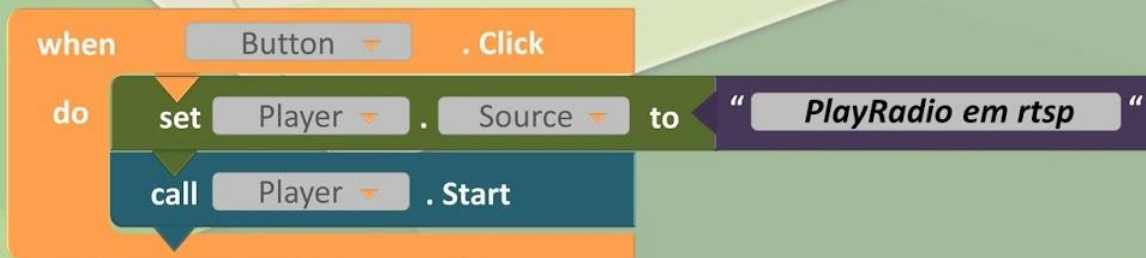 when Button . Click
do set Player . Source to “ PlayRadio em rtsp “
call Player . Start